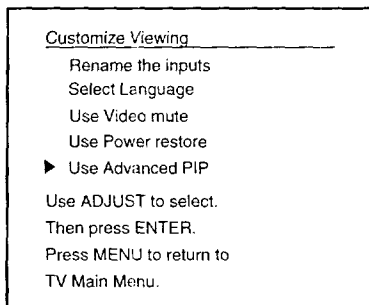 Customize Viewing
Rename the inputs
Select Language
Use Video mute
Use Power restore
▶ Use Advanced PIP
Use ADJUST to select.
Then press ENTER.
Press MENU to return to
TV Main Menu.